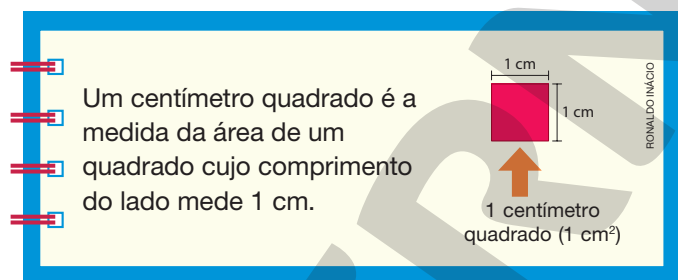 Um centímetro quadrado é a
medida da área de um
quadrado cujo comprimento
do lado mede 1 cm.
1 cm
1 cm
1 centímetro
quadrado (1 cm²)
RONALDO INÁCIO